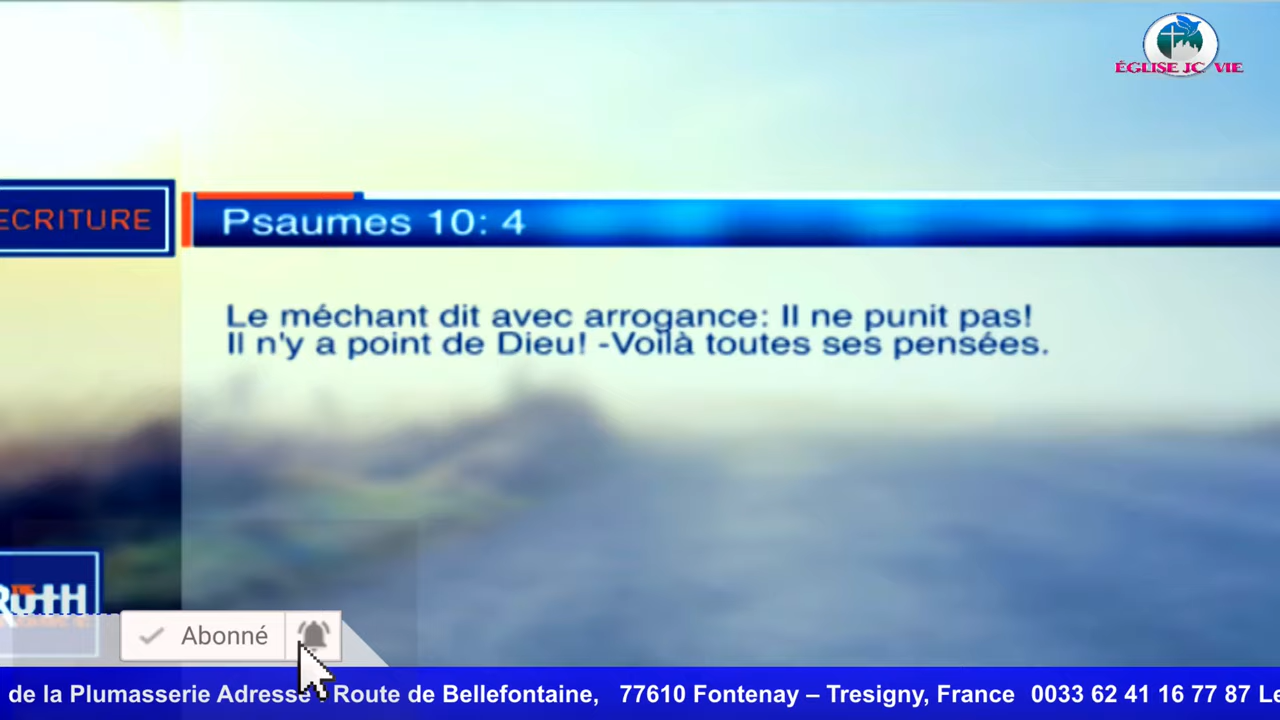 ÉGLISE JC VIE
ECRITURE
Psaumes 10: 4
Le méchant dit avec arrogance: Il ne punit pas!
Il n'y a point de Dieu! -Voilà toutes ses pensées.
RUtH
Abonné
de la Plumasserie Adresse : Route de Bellefontaine, 77610 Fontenay – Tresigny, France 0033 62 41 16 77 87 Le